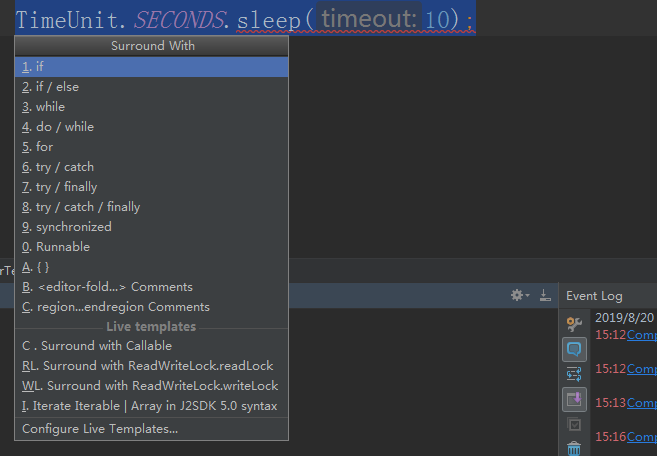 TimeUnit.SECONDS.sleep( timeout: 10);
Surround With
1. if
2. if / else
3. while
4. do / while
5. for
6. try / catch
7. try / finally
8. try / catch / finally
9. synchronized
0. Runnable
A. { }
B. <editor-fold...> Comments
C. region...endregion Comments
Live templates
C . Surround with Callable
RL. Surround with ReadWriteLock.readLock
WL. Surround with ReadWriteLock.writeLock
I. Iterate Iterable | Array in J2SDK 5.0 syntax
Configure Live Templates...
rTe
Event Log
2019/8/20
15:12 Comp
15:12 Comp
15:13 Comp
15:16 Comp